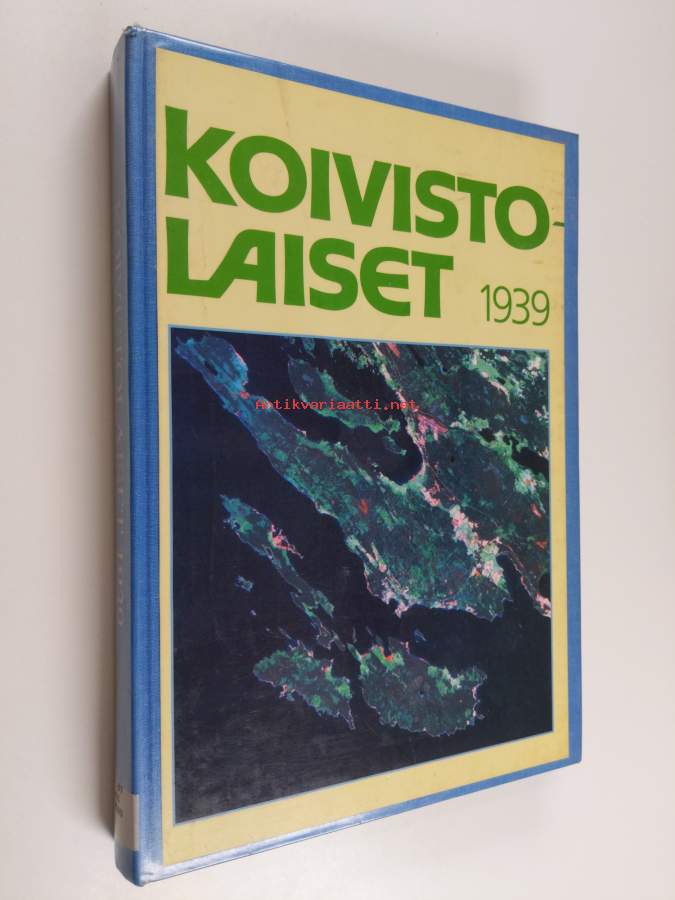 KOIVISTO-
LAISET 1939
Antikvariaatti.net